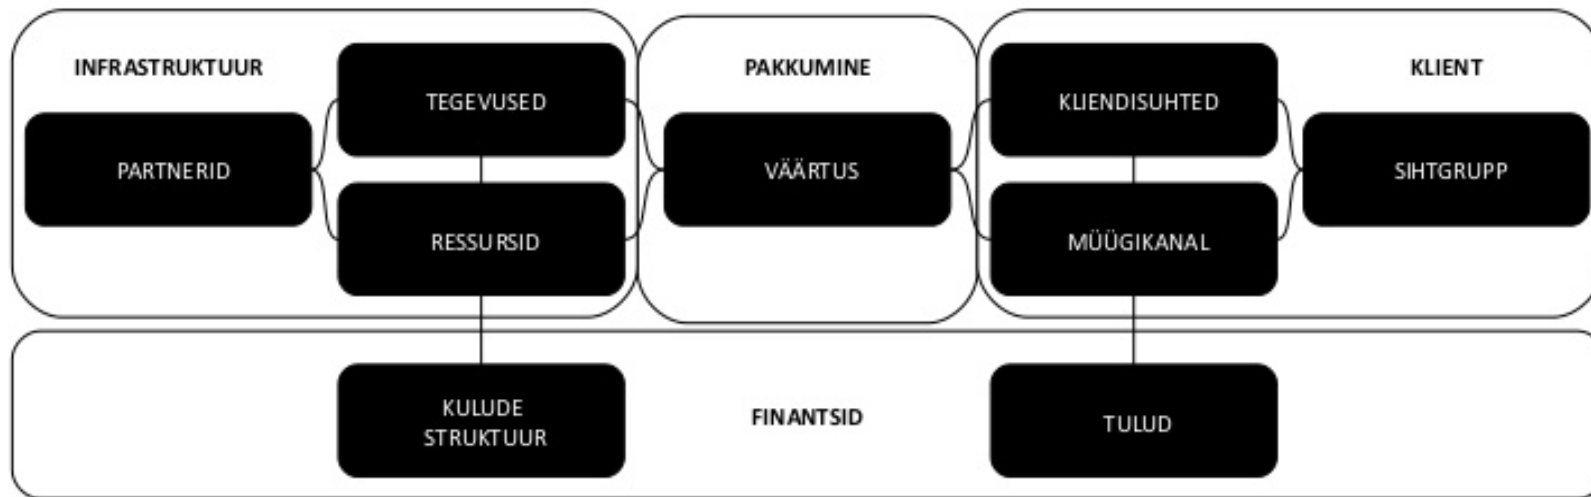 INFRASTRUKTUUR
PARTNERID
TEGEVUSED
RESSURSID
PAKKUMINE
VÄÄRTUS
KLIENDISUHTED
MÜÜGIKANAL
KLIENT
SIHTGRUPP
KULUDE
STRUKTUUR
FINANTSID
TULUD